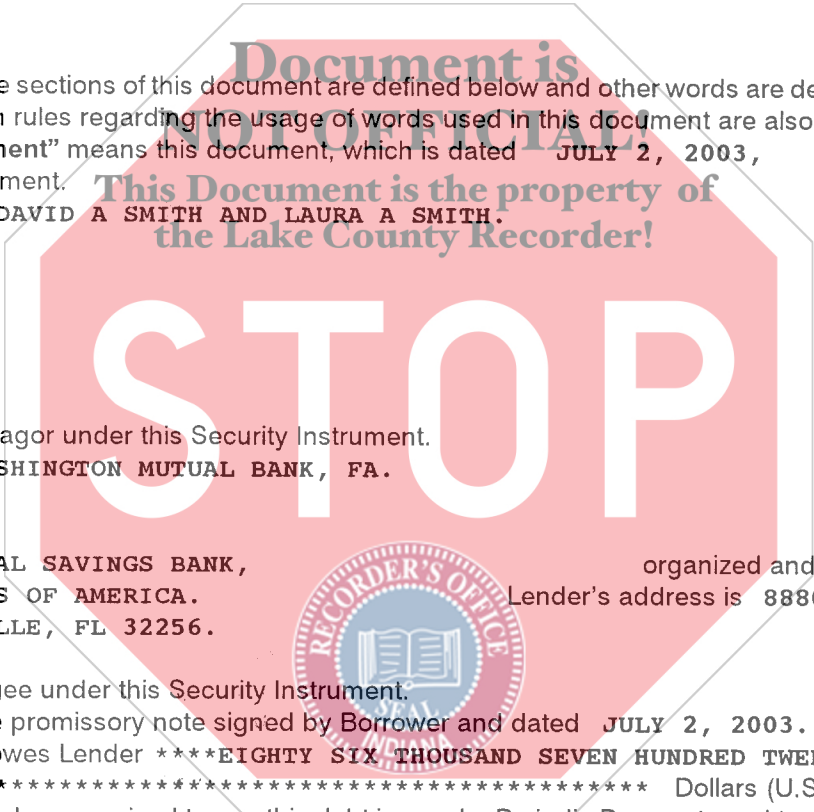 Document is
e sections of this document are defined below and other words are de
n rules regarding the usage of words used in this document are also
NOT OFFICIAL!
ment" means this document, which is dated JULY 2, 2003,
ment.
This Document is the property of
DAVID A SMITH AND LAURA A SMITH.
the Lake County Recorder!
STOP
agor under this Security Instrument.
SHINGTON MUTUAL BANK, FA.
AL SAVINGS BANK, organized and
S OF AMERICA. Lender's address is 888
LLE, FL 32256.
RECORDER'S OFFICE
SEAL
INDIANA
gee under this Security Instrument.
e promissory note signed by Borrower and dated JULY 2, 2003.
owes Lender ****EIGHTY SIX THOUSAND SEVEN HUNDRED TWE
******************************************** Dollars (U.S